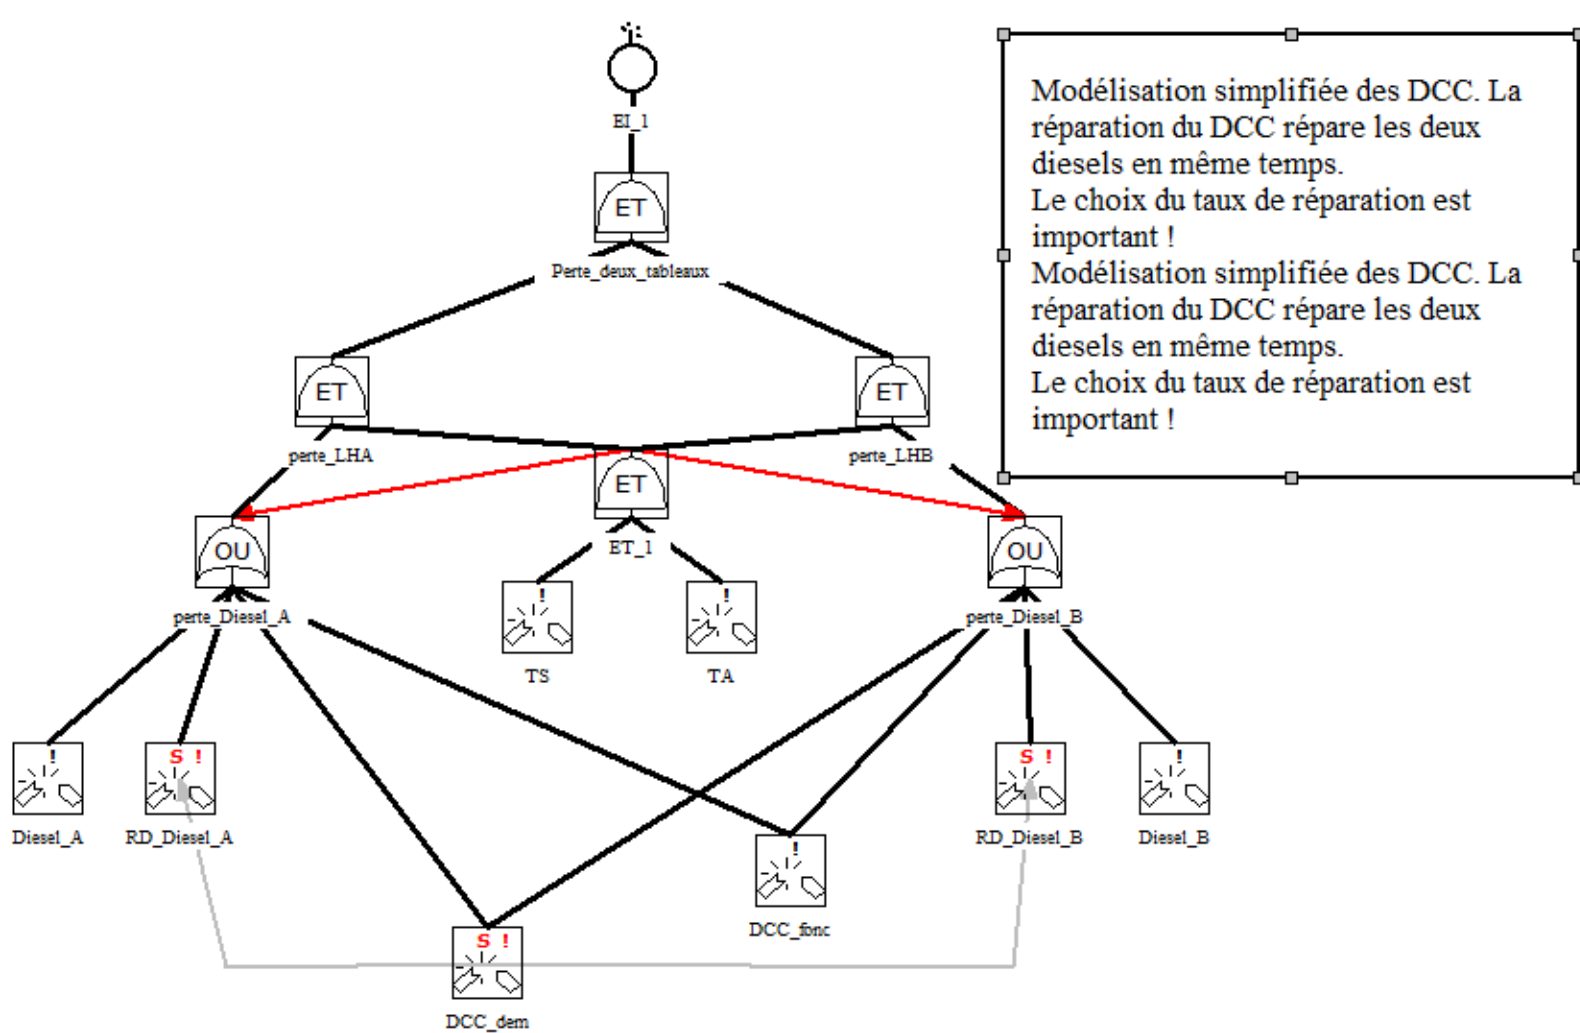 EI_1
ET
Perte_deux_tableaux
Modélisation simplifiée des DCC. La
réparation du DCC répare les deux
diesels en même temps.
Le choix du taux de réparation est
important !
Modélisation simplifiée des DCC. La
réparation du DCC répare les deux
diesels en même temps.
Le choix du taux de réparation est
important !
ET
ET
perte_LHA
perte_LHB
ET
ET_1
OU
OU
perte_Diesel_A
perte_Diesel_B
!
!
TS
TA
!
S !
S !
!
Diesel_A
RD_Diesel_A
RD_Diesel_B
Diesel_B
!
DCC_fonc
S !
DCC_dem